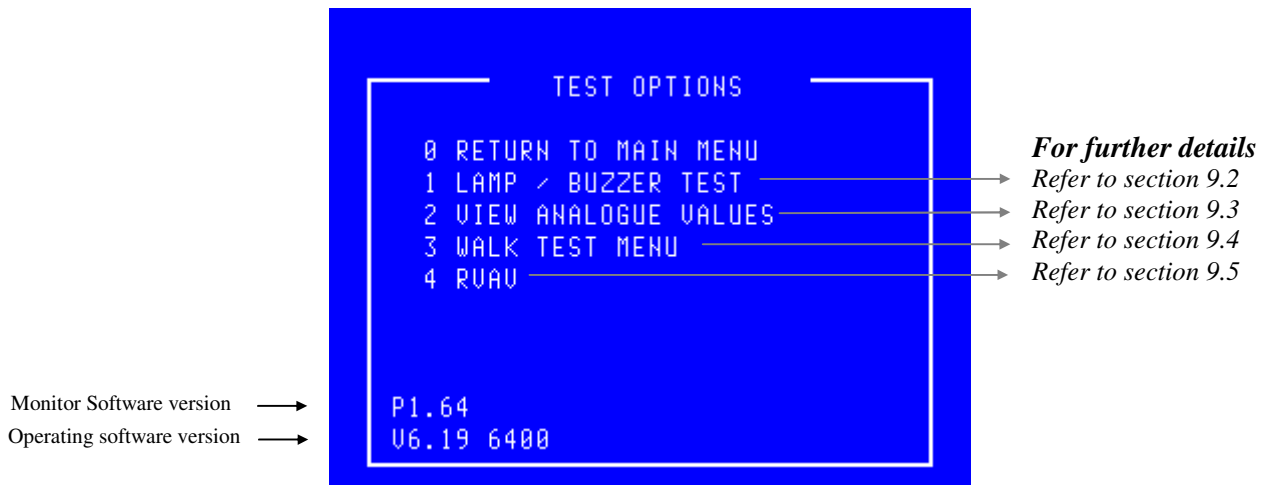 TEST OPTIONS
0 RETURN TO MAIN MENU
For further details
1 LAMP / BUZZER TEST
Refer to section 9.2
2 VIEW ANALOGUE VALUES
Refer to section 9.3
3 WALK TEST MENU
Refer to section 9.4
4 RVAV
Refer to section 9.5
Monitor Software version
P1.64
Operating software version
V6.19 6400